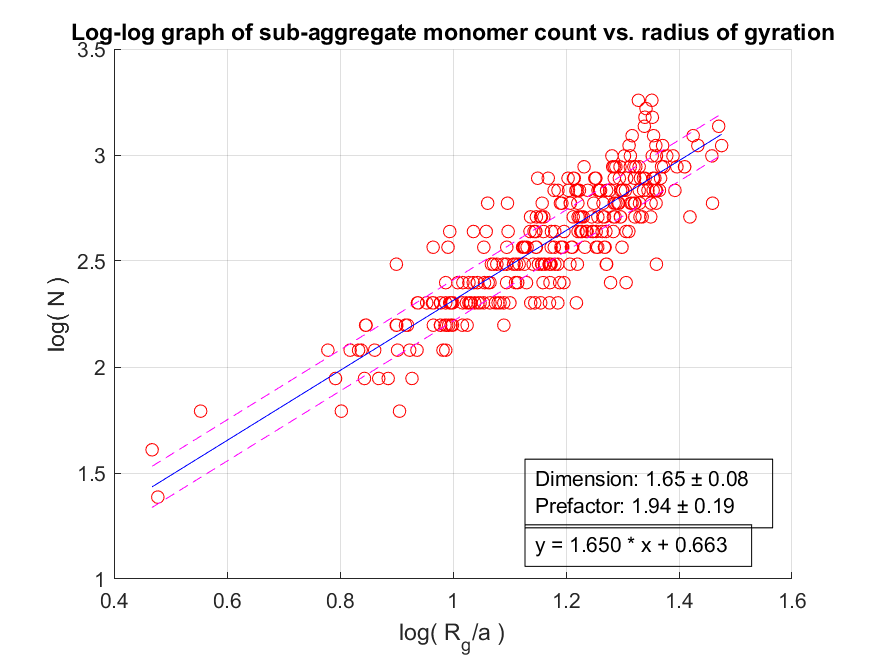 Log-log graph of sub-aggregate monomer count vs. radius of gyration
3.5
3
2.5
2
1.5
1
log( N )
Dimension: 1.65 ± 0.08
Prefactor: 1.94 ± 0.19
y = 1.650 * x + 0.663
0.4 0.6 0.8 1 1.2 1.4 1.6
log( Rg/a )